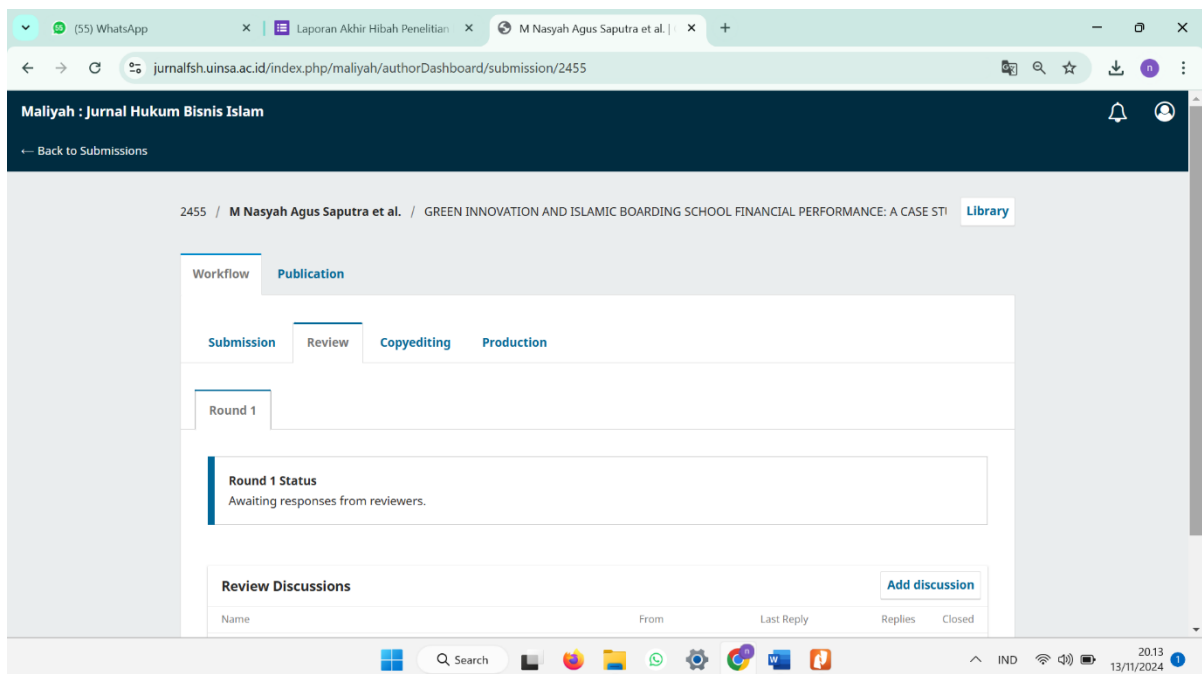 (55) WhatsApp
Laporan Akhir Hibah Penelitian
M Nasyah Agus Saputra et al. |
jurnalfsh.uinsa.ac.id/index.php/maliyah/authorDashboard/submission/2455
n
Maliyah : Jurnal Hukum Bisnis Islam
← Back to Submissions
2455 / M Nasyah Agus Saputra et al. / GREEN INNOVATION AND ISLAMIC BOARDING SCHOOL FINANCIAL PERFORMANCE: A CASE STU Library
Workflow Publication
Submission Review Copyediting Production
Round 1
Round 1 Status
Awaiting responses from reviewers.
Review Discussions Add discussion
Name From Last Reply Replies Closed
Search IND 20.13
13/11/2024 1